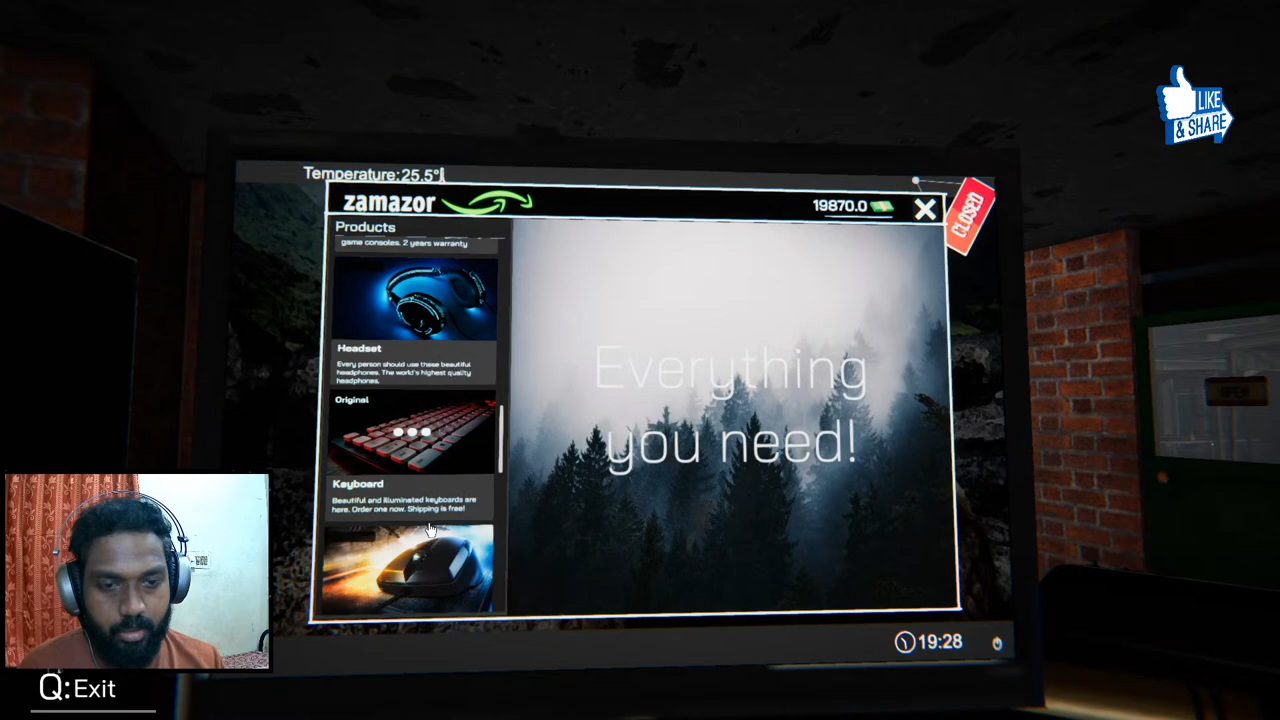 LIKE
& SHARE
Temperature:25.5°
zamazor
19870.0
CLOSED
Products
game consoles. 2 years warranty
Headset
Every person should use these beautiful
headphones. The world's highest quality
headphones.
Original
Keyboard
Beautiful and illuminated keyboards are
here. Order one now. Shipping is free!
Everything
you need!
OPEN
19:28
Q:Exit